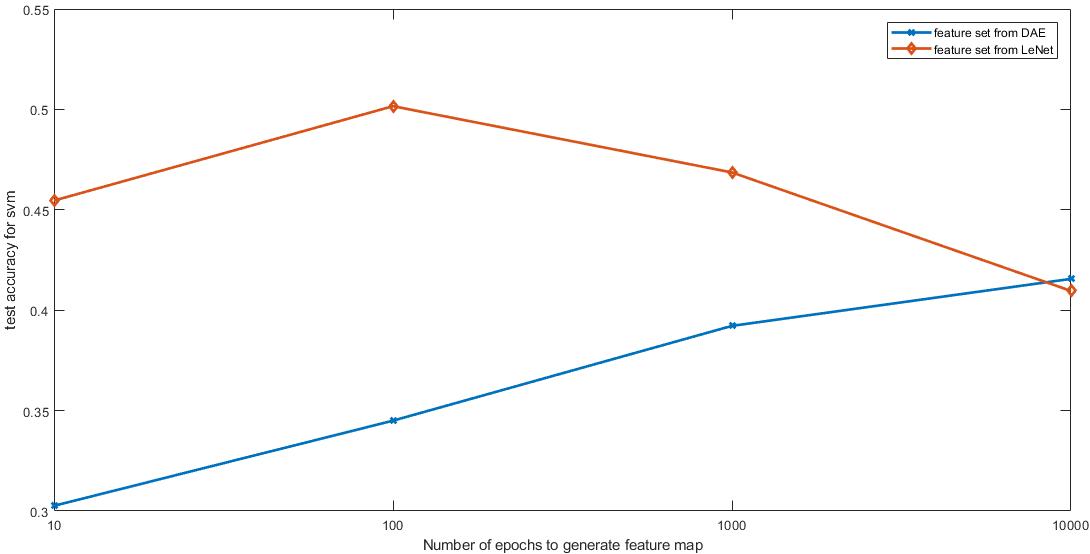 0.55
0.5
0.45
0.4
0.35
0.3
test accuracy for svm
feature set from DAE
feature set from LeNet
10 100 1000 10000
Number of epochs to generate feature map